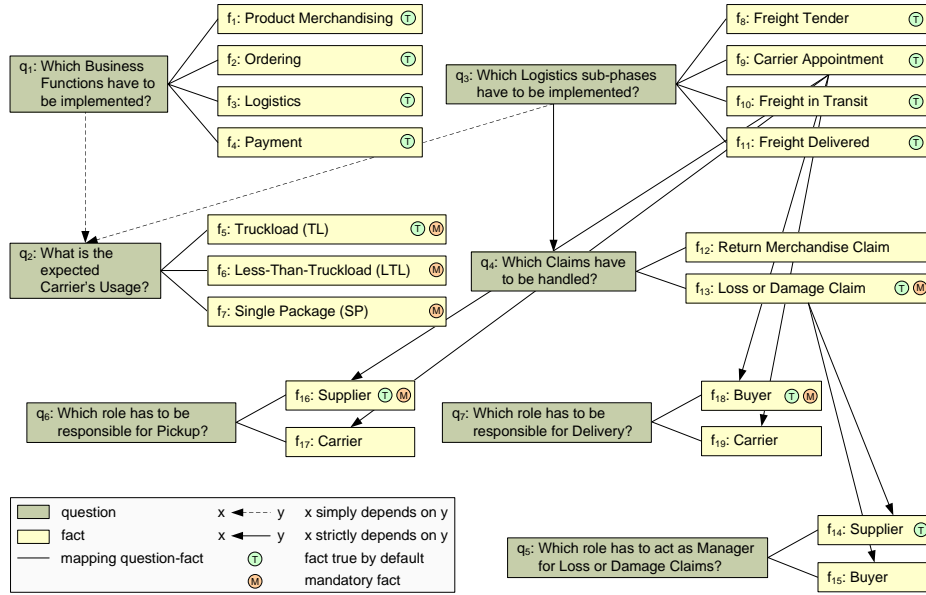 q1: Which Business
Functions have to
be implemented?
f1: Product Merchandising T
f2: Ordering T
f3: Logistics T
f4: Payment T
q3: Which Logistics sub-phases
have to be implemented?
f8: Freight Tender T
f9: Carrier Appointment T
f10: Freight in Transit T
f11: Freight Delivered T
q2: What is the
expected
Carrier's Usage?
f5: Truckload (TL) T M
f6: Less-Than-Truckload (LTL) M
f7: Single Package (SP) M
q4: Which Claims have
to be handled?
f12: Return Merchandise Claim
f13: Loss or Damage Claim T M
q6: Which role has to be
responsible for Pickup?
f16: Supplier T M
f17: Carrier
q7: Which role has to be
responsible for Delivery?
f18: Buyer T M
f19: Carrier
q5: Which role has to act as Manager
for Loss or Damage Claims?
f14: Supplier T
f15: Buyer
question
fact
mapping question-fact
x y x simply depends on y
x y x strictly depends on y
T fact true by default
M mandatory fact